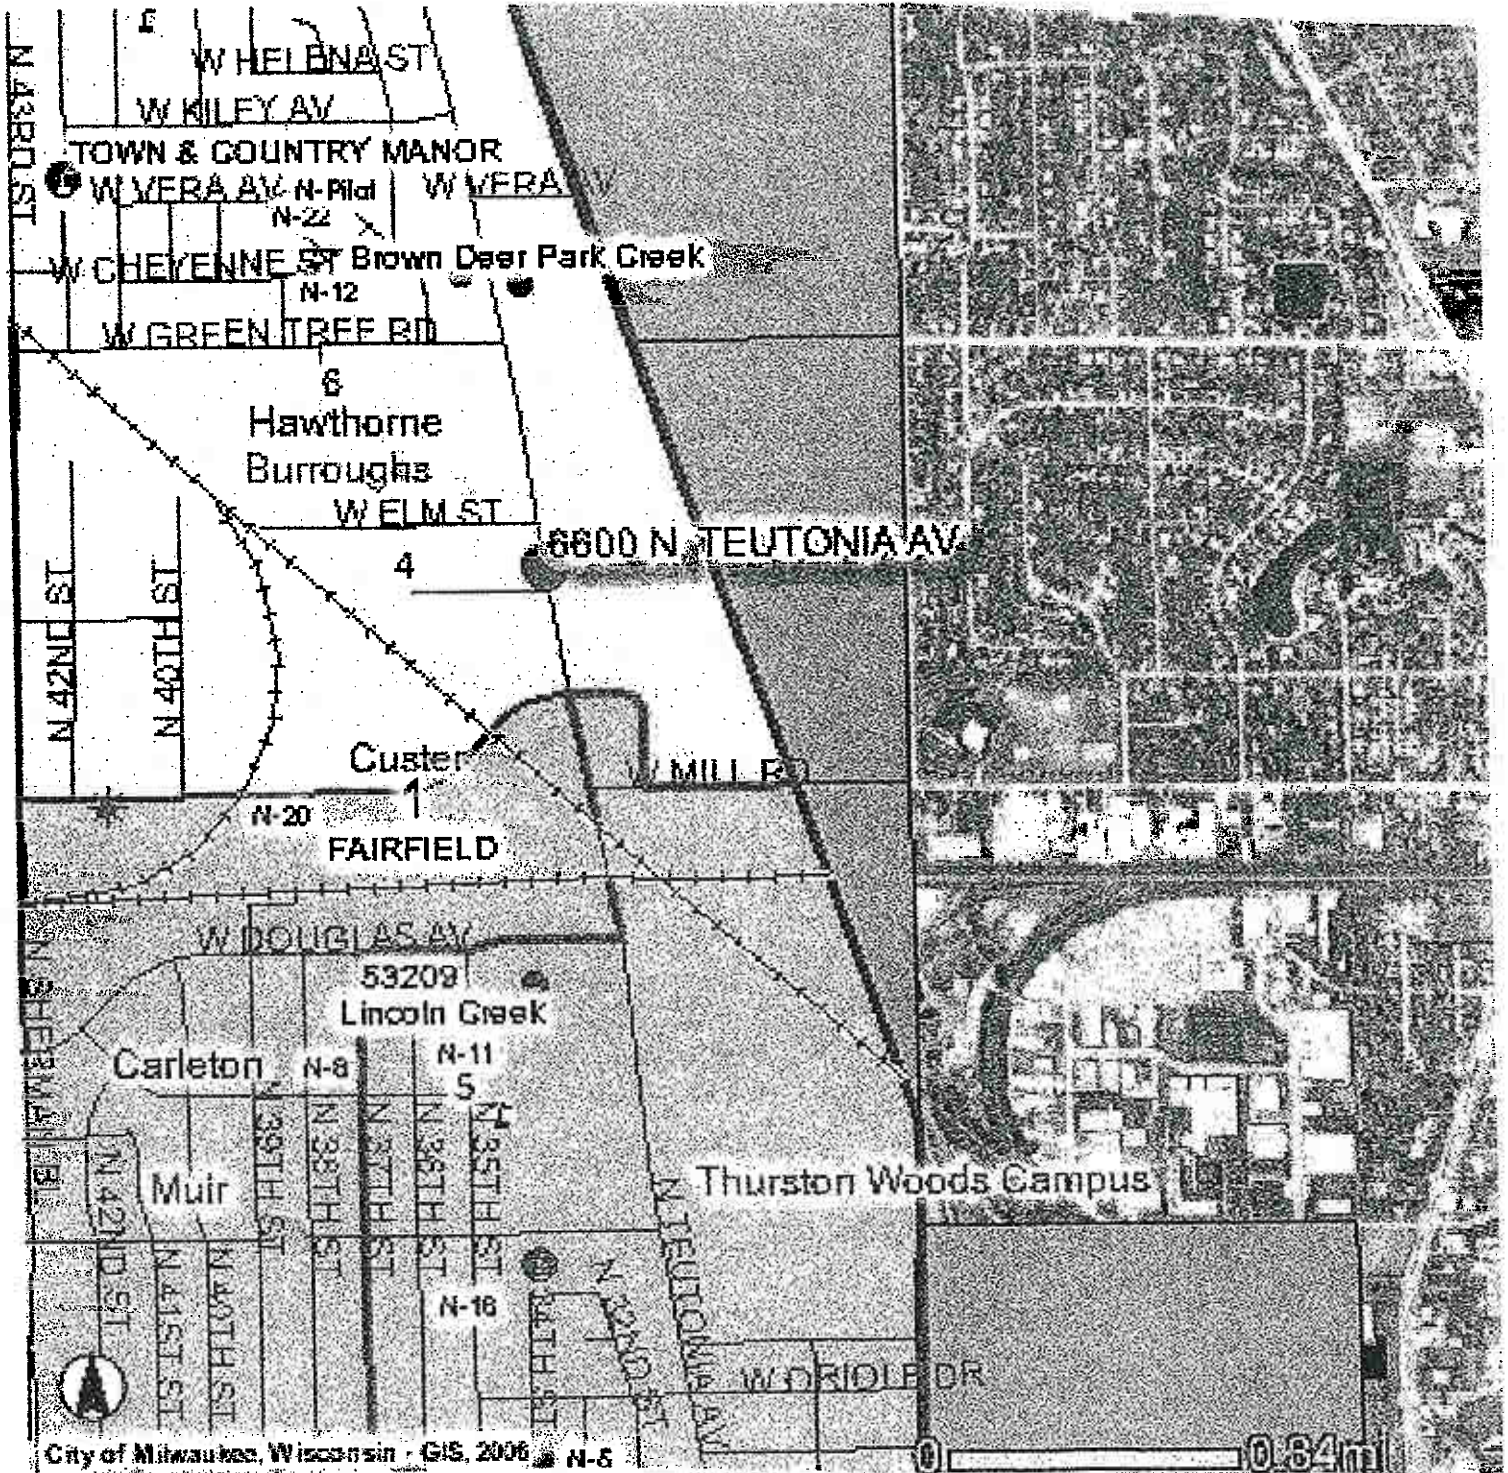 W HELENA ST
N 43RD ST
W KILEY AV
TOWN & COUNTRY MANOR
W VERA AV
N-Pilot
W VERA AV
N-22
W CHEYENNE ST
Brown Deer Park Creek
N-12
W GREEN TREE RD
6
Hawthorne
Burroughs
W ELM ST
6600 N. TEUTONIA AV
4
N 42ND ST
N 40TH ST
Custer
W MILL RD
1
N-20
FAIRFIELD
W DOUGLAS AV
53209
Lincoln Creek
N-11
Carleton
N-8
5
N 39TH ST
N 38TH ST
N 37TH ST
N 36TH ST
N 35TH ST
Muir
Thurston Woods Campus
N 42ND ST
N 41ST ST
N 40TH ST
N-16
N 34TH ST
N TEUTONIA AV
W ORIOLE DR
City of Milwaukee, Wisconsin - GIS, 2006
N-5
0
0.84mi